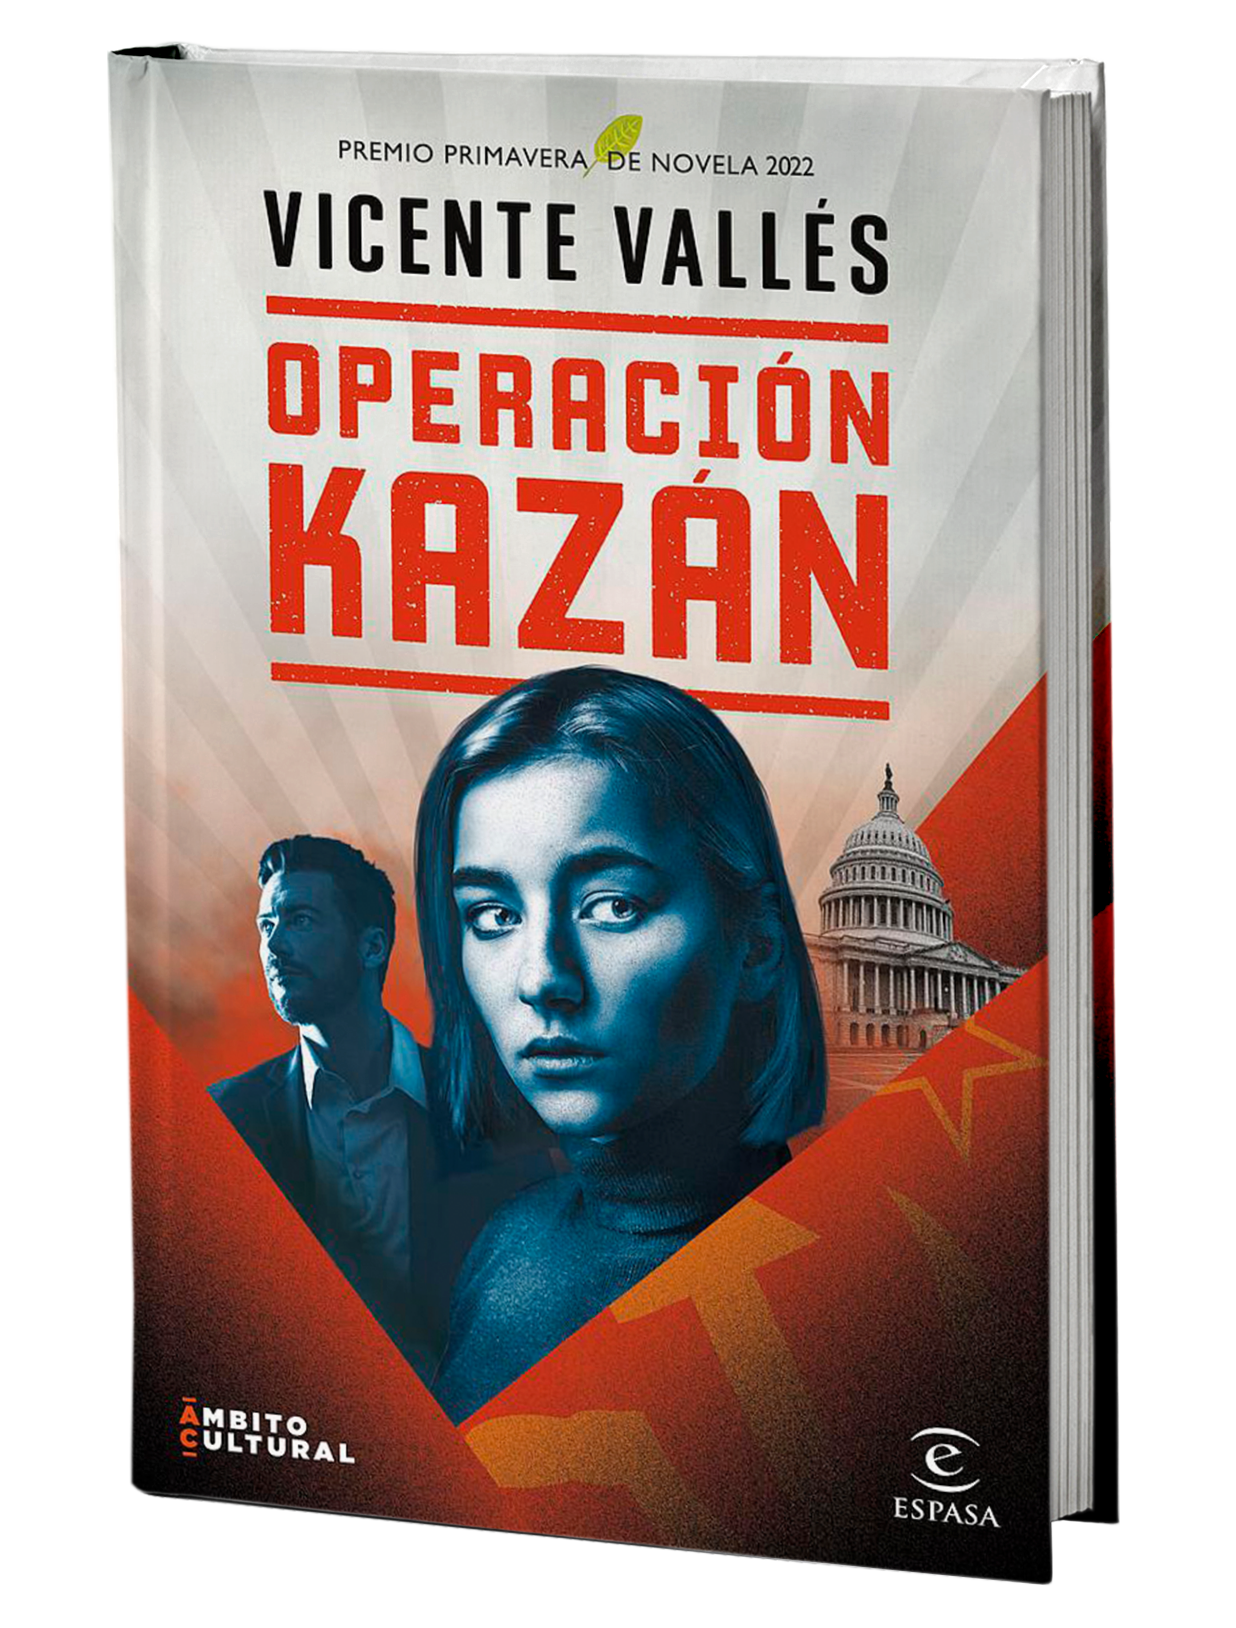 PREMIO PRIMAVERA DE NOVELA 2022
VICENTE VALLÉS
OPERACIÓN
KAZÁN
ÁMBITO
CULTURAL
e
ESPASA